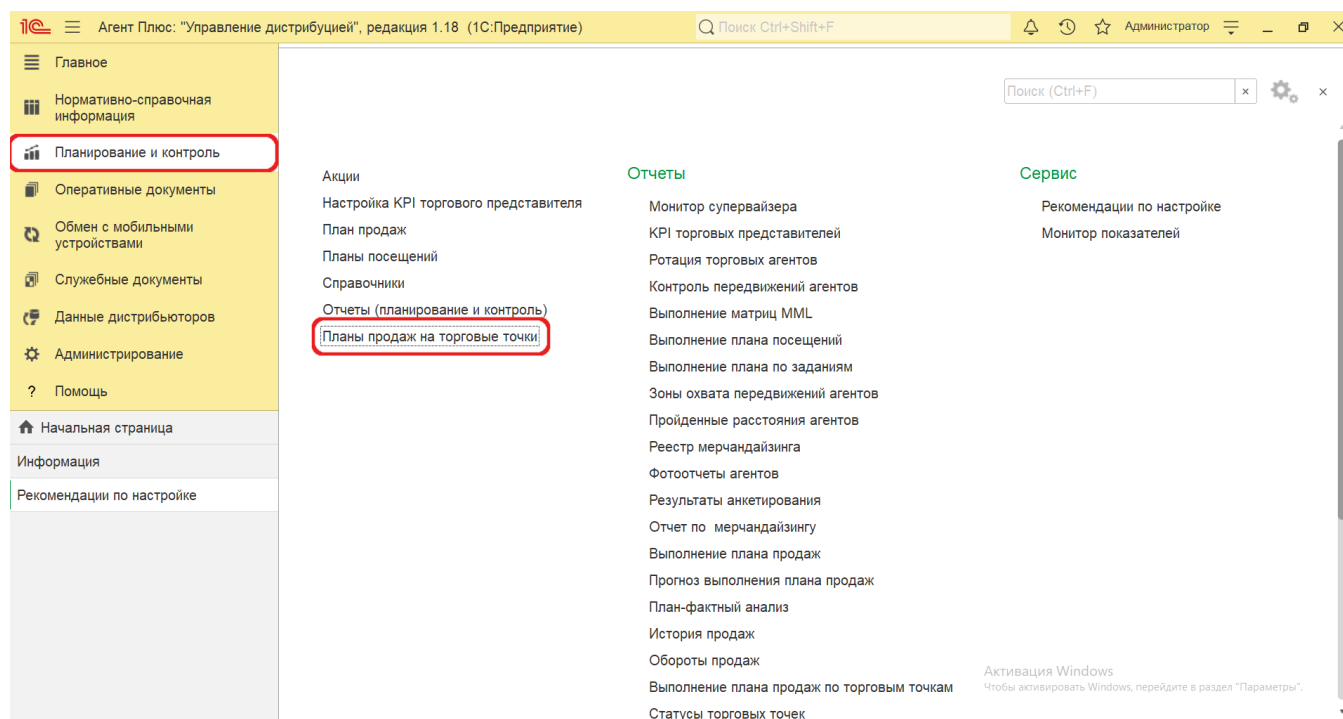 1С Агент Плюс: "Управление дистрибуцией", редакция 1.18 (1С:Предприятие) Поиск Ctrl+Shift+F Администратор
Главное
Нормативно-справочная
информация
Планирование и контроль
Оперативные документы
Обмен с мобильными
устройствами
Служебные документы
Данные дистрибьюторов
Администрирование
? Помощь
Начальная страница
Информация
Рекомендации по настройке
Поиск (Ctrl+F) × ×
Акции
Настройка KPI торгового представителя
План продаж
Планы посещений
Справочники
Отчеты (планирование и контроль)
Планы продаж на торговые точки
Отчеты
Монитор супервайзера
KPI торговых представителей
Ротация торговых агентов
Контроль передвижений агентов
Выполнение матриц MML
Выполнение плана посещений
Выполнение плана по заданиям
Зоны охвата передвижений агентов
Пройденные расстояния агентов
Реестр мерчандайзинга
Фотоотчеты агентов
Результаты анкетирования
Отчет по мерчандайзингу
Выполнение плана продаж
Прогноз выполнения плана продаж
План-фактный анализ
История продаж
Обороты продаж
Выполнение плана продаж по торговым точкам
Статусы торговых точек
Сервис
Рекомендации по настройке
Монитор показателей
Активация Windows
Чтобы активировать Windows, перейдите в раздел "Параметры".